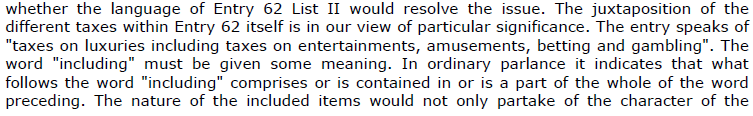 whether the language of Entry 62 List II would resolve the issue. The juxtaposition of the
different taxes within Entry 62 itself is in our view of particular significance. The entry speaks of
"taxes on luxuries including taxes on entertainments, amusements, betting and gambling". The
word "including" must be given some meaning. In ordinary parlance it indicates that what
follows the word "including" comprises or is contained in or is a part of the whole of the word
preceding. The nature of the included items would not only partake of the character of the